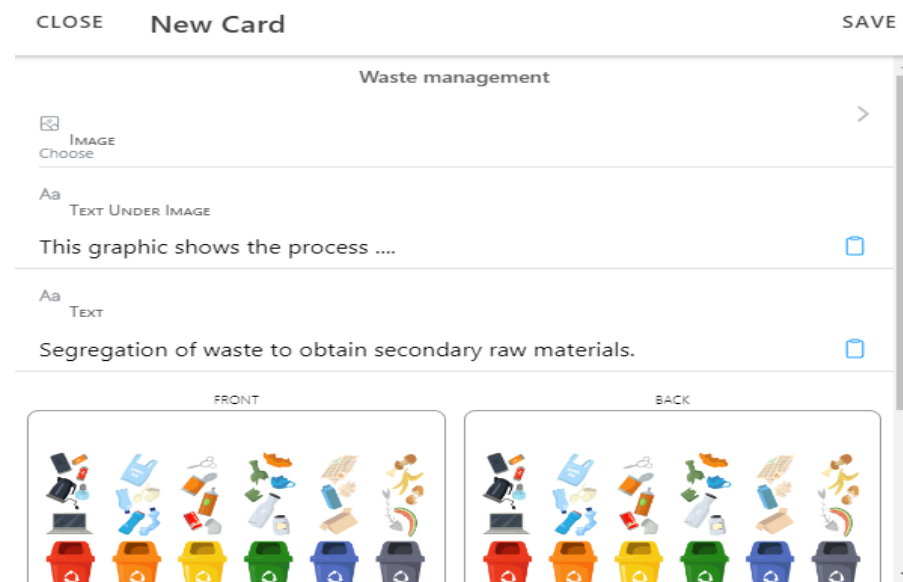 CLOSE New Card SAVE
Waste management
IMAGE
Choose
Aa
TEXT UNDER IMAGE
This graphic shows the process ....
Aa
TEXT
Segregation of waste to obtain secondary raw materials.
FRONT BACK